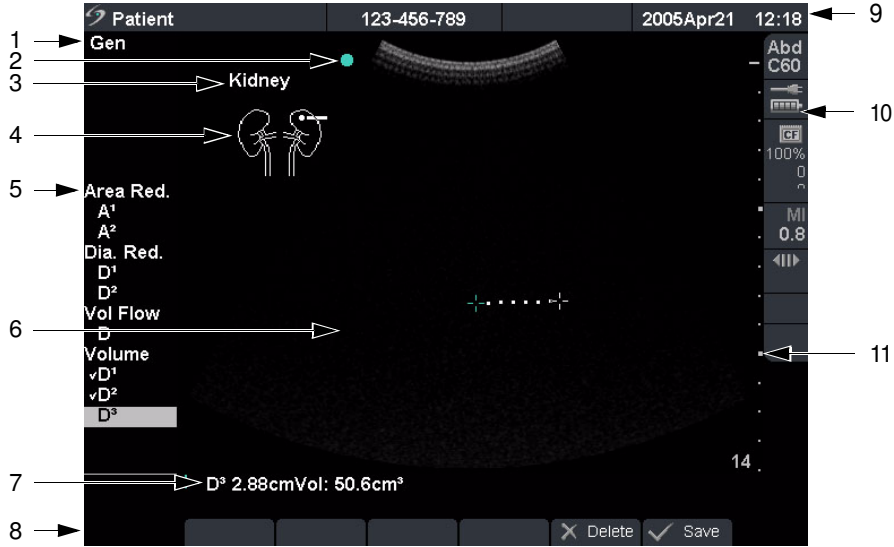 Patient 123-456-789 2005Apr21 12:18 9
1 Gen
Abd
C60
2
3 Kidney
10
CF
4
100%
0
5 Area Red.
A¹
A²
MI
0.8
Dia. Red.
D¹
D²
Vol Flow
6 D
Volume
11
√D¹
√D²
D³
14
7 D³ 2.88cmVol: 50.6cm³
8 Delete Save